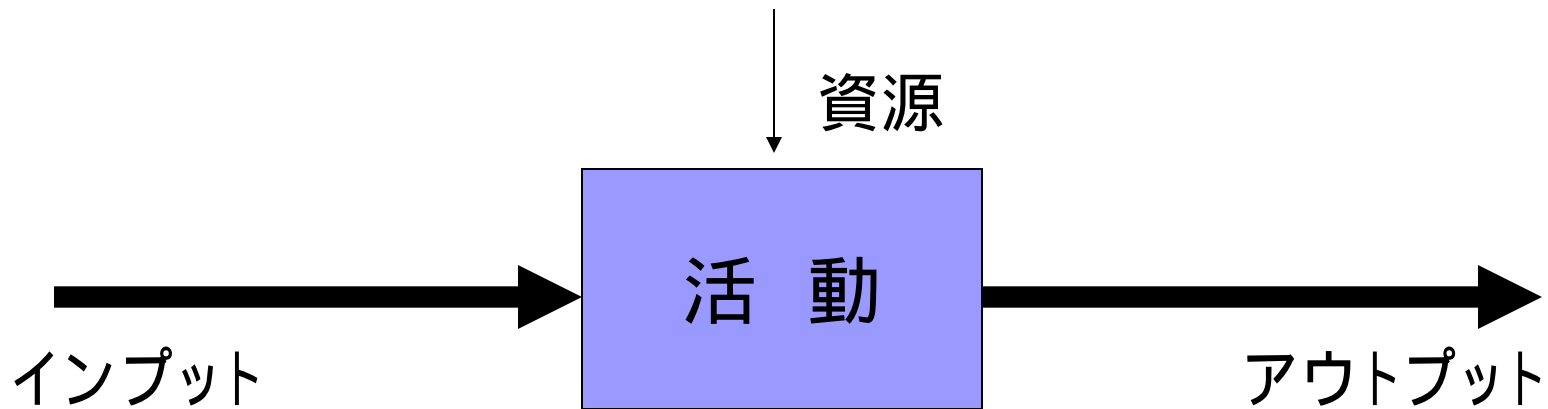 資源
活　動
インプット
アウトプット